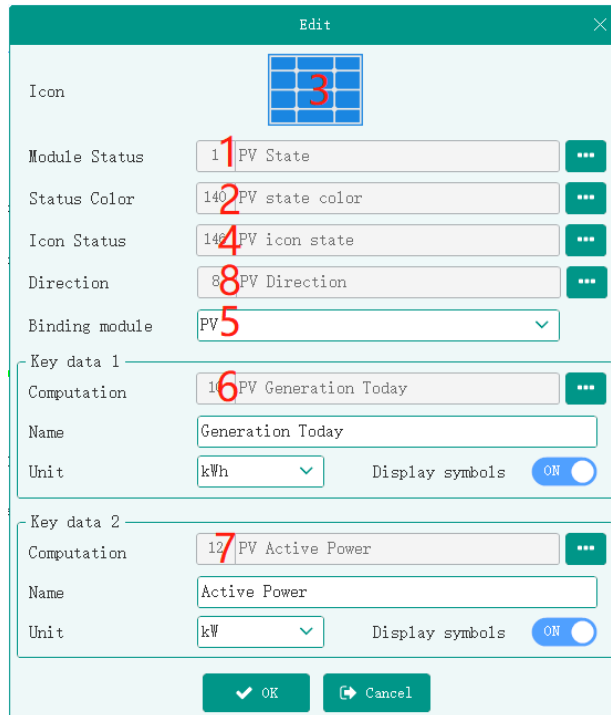 Edit
Icon
3
Module Status 1 1 PV State
Status Color 140 2 PV state color
Icon Status 146 4 PV icon state
Direction 8 8 PV Direction
Binding module PV 5
Key data 1
Computation 6 PV Generation Today
Name Generation Today
Unit kWh Display symbols ON
Key data 2
Computation 12 7 PV Active Power
Name Active Power
Unit kW Display symbols ON
OK Cancel